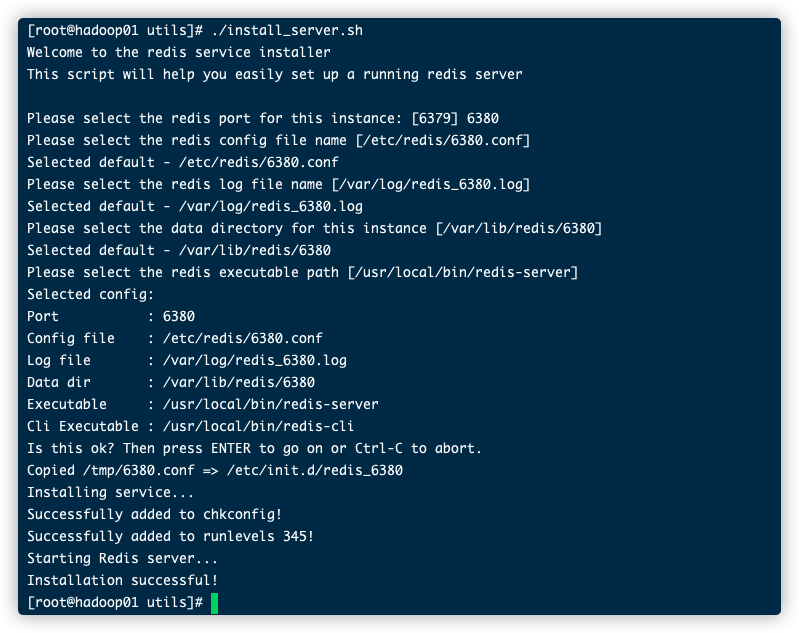 [root@hadoop01 utils]# ./install_server.sh
Welcome to the redis service installer
This script will help you easily set up a running redis server
Please select the redis port for this instance: [6379] 6380
Please select the redis config file name [/etc/redis/6380.conf]
Selected default - /etc/redis/6380.conf
Please select the redis log file name [/var/log/redis_6380.log]
Selected default - /var/log/redis_6380.log
Please select the data directory for this instance [/var/lib/redis/6380]
Selected default - /var/lib/redis/6380
Please select the redis executable path [/usr/local/bin/redis-server]
Selected config:
Port           : 6380
Config file    : /etc/redis/6380.conf
Log file       : /var/log/redis_6380.log
Data dir       : /var/lib/redis/6380
Executable     : /usr/local/bin/redis-server
Cli Executable : /usr/local/bin/redis-cli
Is this ok? Then press ENTER to go on or Ctrl-C to abort.
Copied /tmp/6380.conf => /etc/init.d/redis_6380
Installing service...
Successfully added to chkconfig!
Successfully added to runlevels 345!
Starting Redis server...
Installation successful!
[root@hadoop01 utils]#